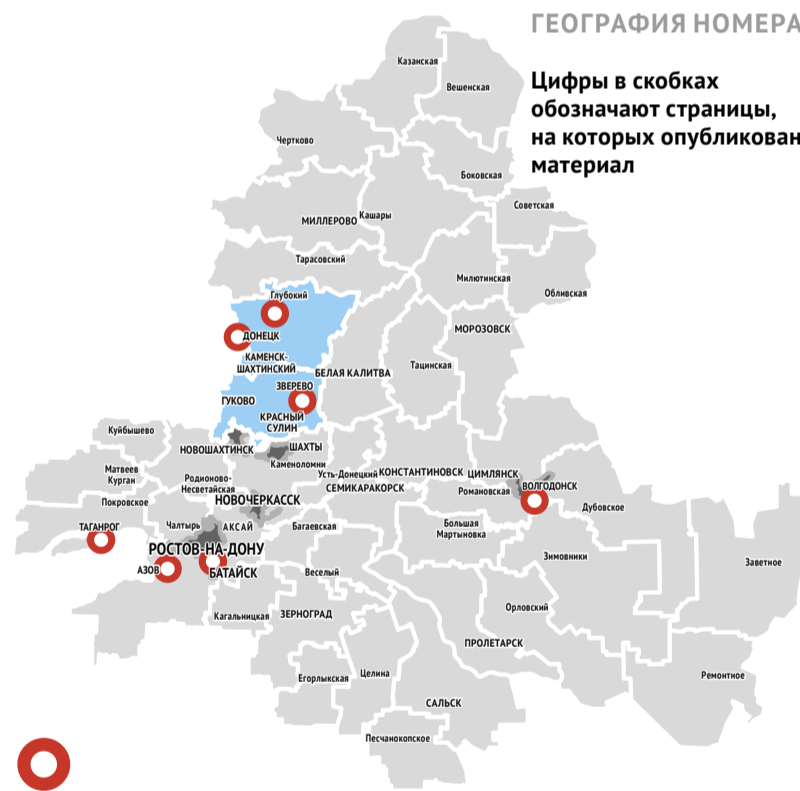 ГЕОГРАФИЯ НОМЕРА
Цифры в скобках
обозначают страницы,
на которых опубликован
материал
Казанская
Вешенская
Чертково
Боковская
Советская
МИЛЛЕРОВО
Кашары
Тарасовский
Милютинская
Обливская
Глубокий
ДОНЕЦК
МОРОЗОВСК
КАМЕНСК-
ШАХТИНСКИЙ
БЕЛАЯ КАЛИТВА
Тацинская
ЗВЕРЕВО
ГУКОВО
КРАСНЫЙ
СУЛИН
Куйбышево
НОВОШАХТИНСК
ШАХТЫ
Каменоломни
Матвеев
Курган
Родионово-
Несветайская
Усть-Донецкий
КОНСТАНТИНОВСК
ЦИМЛЯНСК
СЕМИКАРАКОРСК
Романовская
ВОЛГОДОНСК
Покровское
НОВОЧЕРКАССК
Дубовское
ТАГАНРОГ
Чалтырь
АКСАЙ
Багаевская
Большая
Мартыновка
РОСТОВ-НА-ДОНУ
Зимовники
Заветное
АЗОВ
БАТАЙСК
Веселый
Кагальницкая
ЗЕРНОГРАД
Орловский
ПРОЛЕТАРСК
Егорлыкская
Целина
Ремонтное
САЛЬСК
Песчанокопское